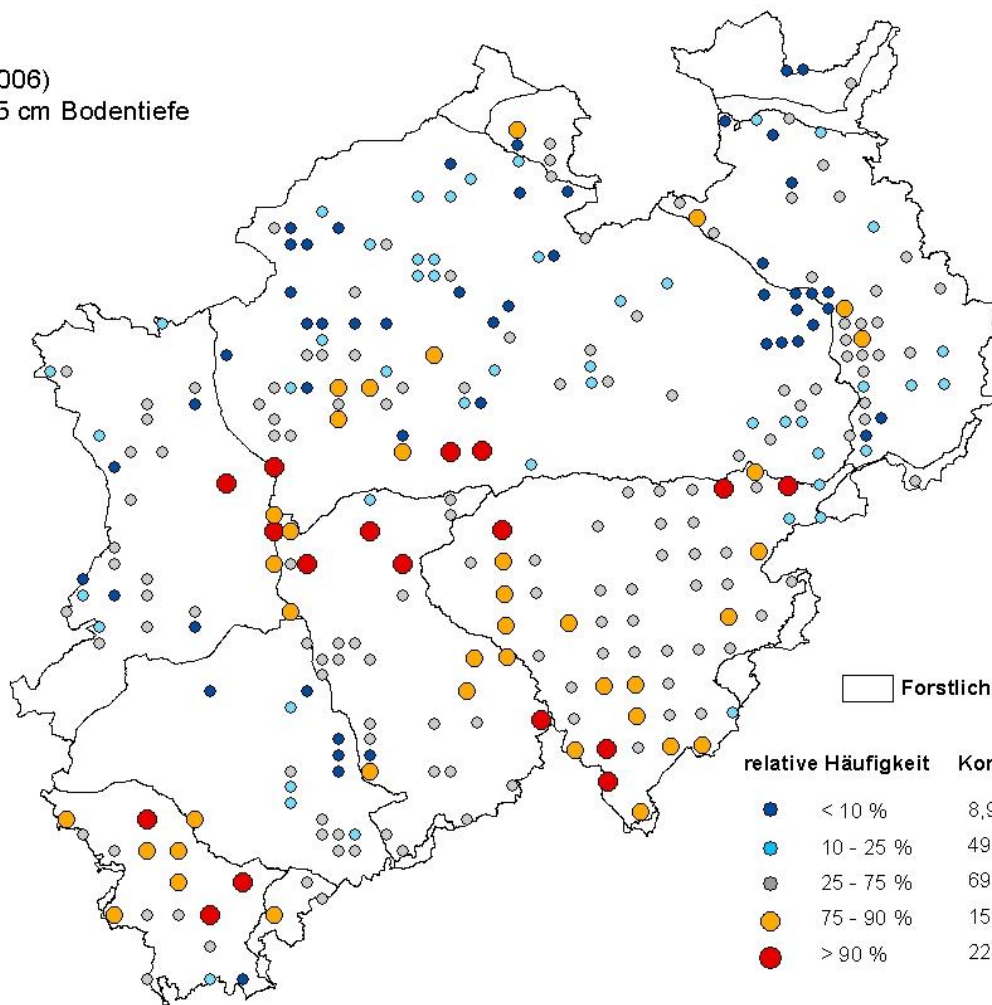 006)
5 cm Bodentiefe
Forstlich
relative Häufigkeit Kon
< 10 % 8,9
10 - 25 % 49
25 - 75 % 69
75 - 90 % 15
> 90 % 22